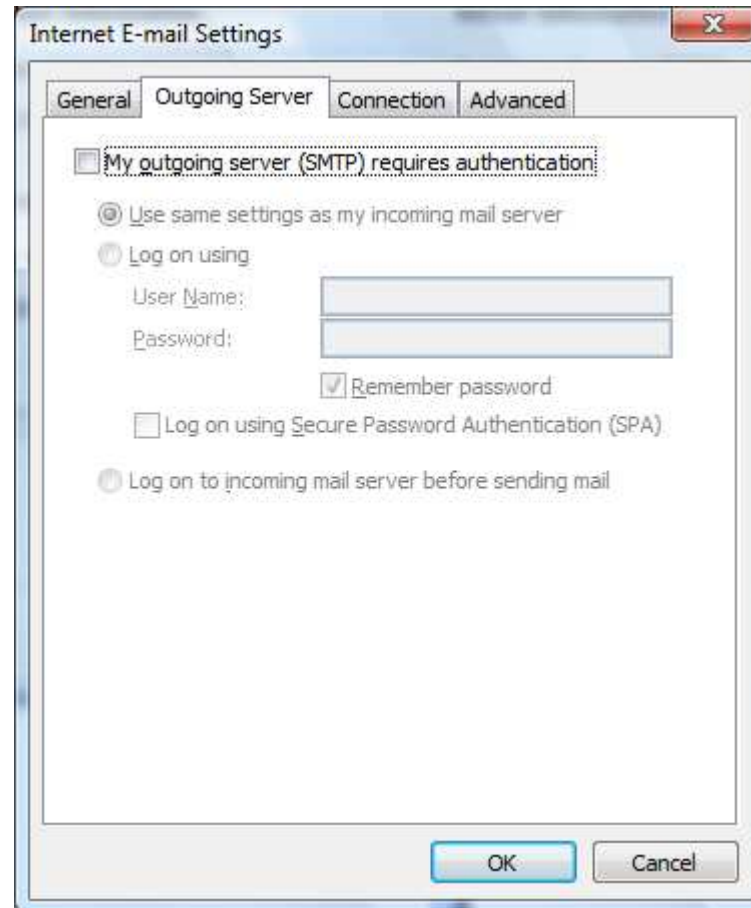 Internet E-mail Settings
General Outgoing Server Connection Advanced
My outgoing server (SMTP) requires authentication
Use same settings as my incoming mail server
Log on using
User Name:
Password:
Remember password
Log on using Secure Password Authentication (SPA)
Log on to incoming mail server before sending mail
OK Cancel